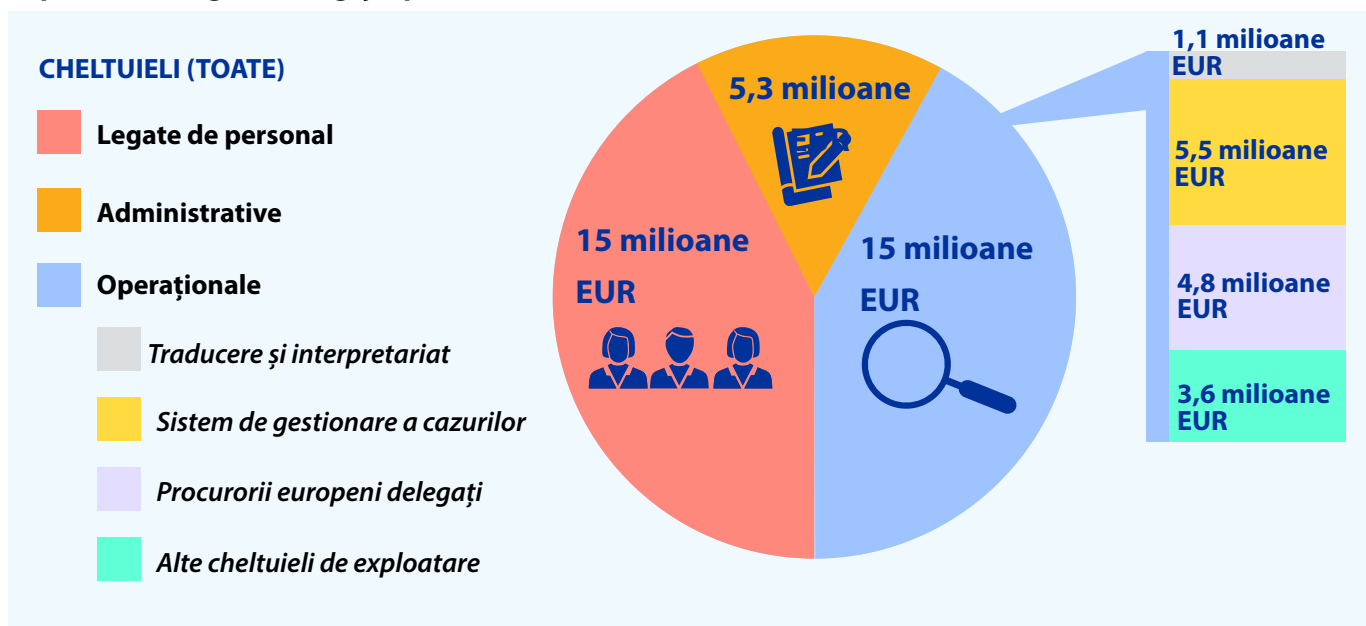 CHELTUIELI (TOATE)
Legate de personal
Administrative
Operaționale
Traducere și interpretariat
Sistem de gestionare a cazurilor
Procurorii europeni delegați
Alte cheltuieli de exploatare
5,3 milioane
15 milioane
EUR
15 milioane
EUR
1,1 milioane
EUR
5,5 milioane
EUR
4,8 milioane
EUR
3,6 milioane
EUR